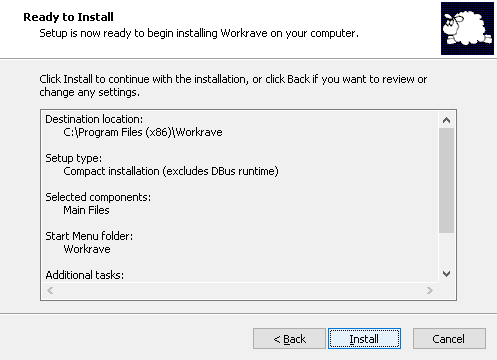 Ready to Install
Setup is now ready to begin installing Workrave on your computer.
Click Install to continue with the installation, or click Back if you want to review or
change any settings.
Destination location:
C:\Program Files (x86)\Workrave
Setup type:
Compact installation (excludes DBus runtime)
Selected components:
Main Files
Start Menu folder:
Workrave
Additional tasks:
< Back
Install
Cancel